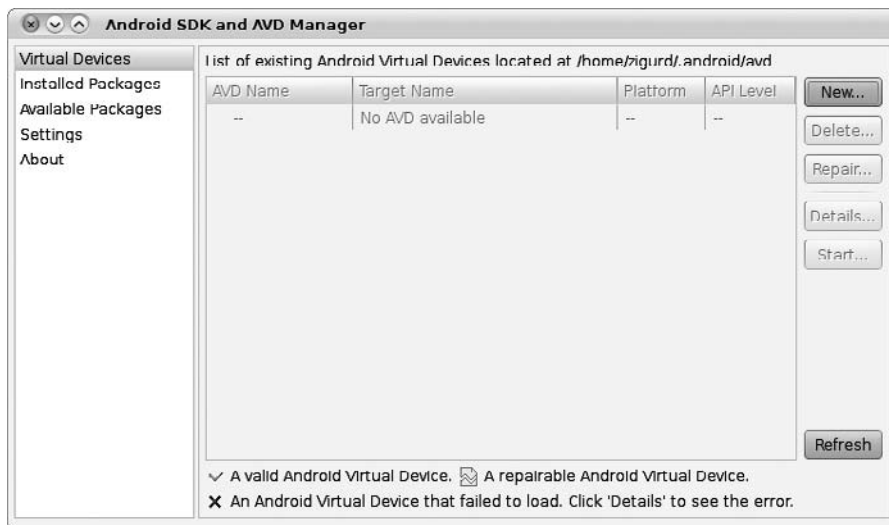 Android SDK and AVD Manager
Virtual Devices
Installed Packages
Available Packages
Settings
About
List of existing Android Virtual Devices located at /home/zigurd/.android/avd
AVD Name Target Name Platform API Level
-- No AVD available -- --
New...
Delete...
Repair...
Details...
Start...
Refresh
A valid Android Virtual Device. A repairable Android Virtual Device.
An Android Virtual Device that failed to load. Click 'Details' to see the error.